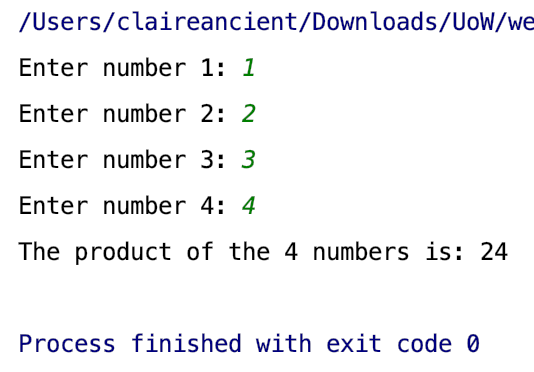 /Users/claireancient/Downloads/UoW/we
Enter number 1: 1
Enter number 2: 2
Enter number 3: 3
Enter number 4: 4
The product of the 4 numbers is: 24
Process finished with exit code 0